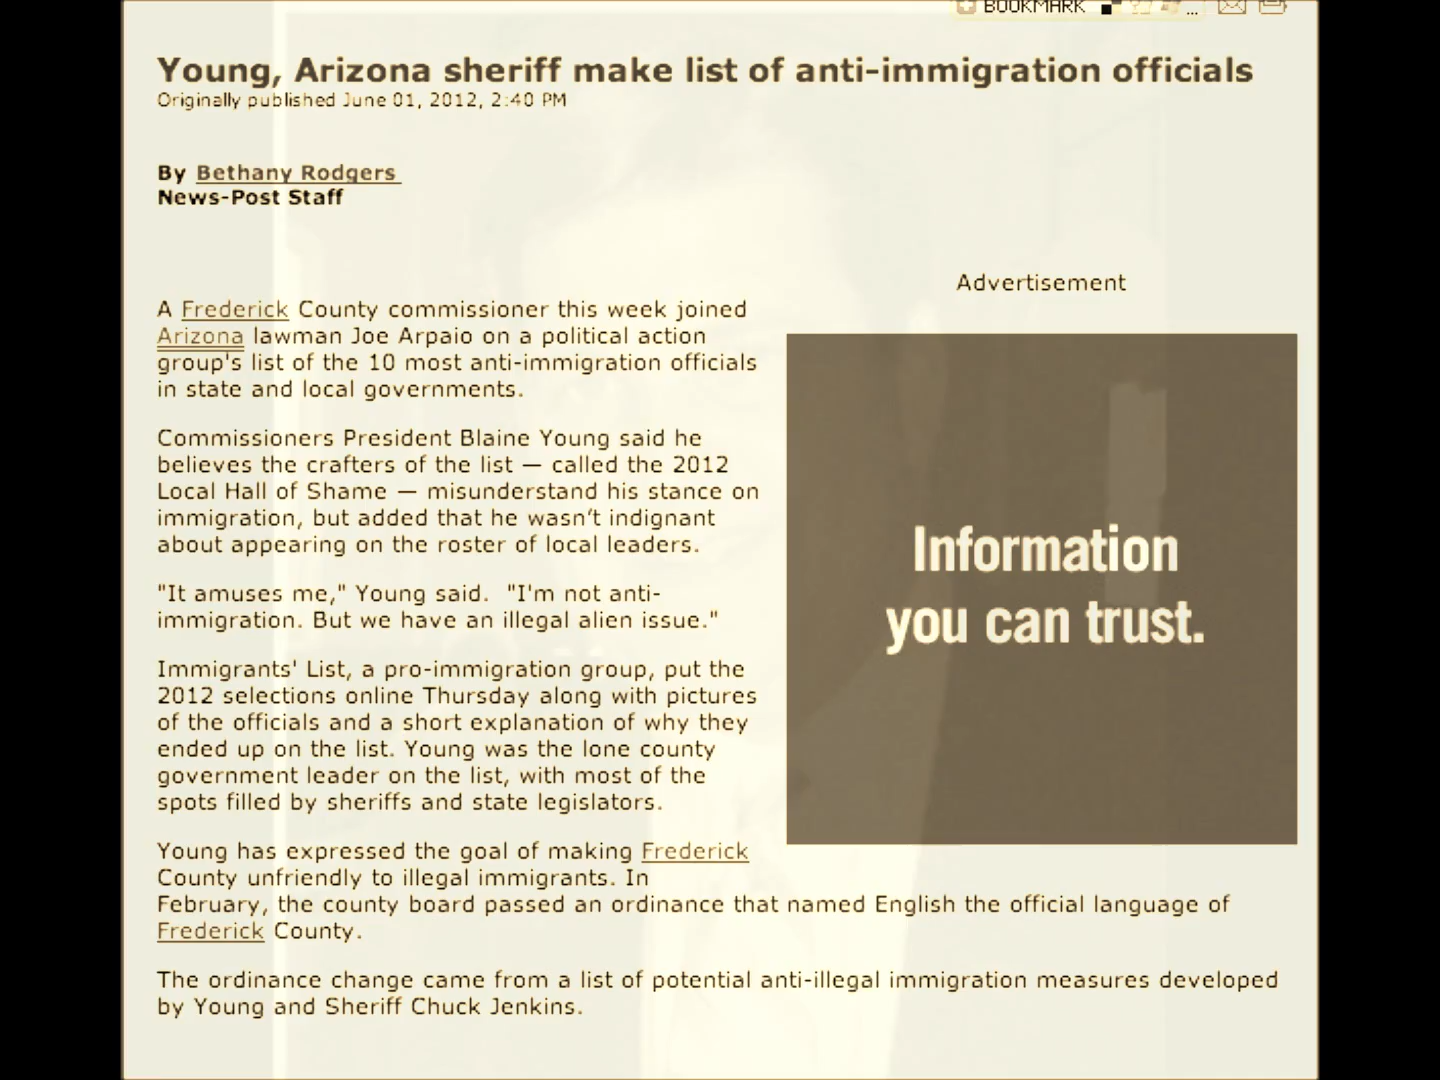 BOOKMARK ...
Young, Arizona sheriff make list of anti-immigration officials
Originally published June 01, 2012, 2:40 PM
By Bethany Rodgers
News-Post Staff
A Frederick County commissioner this week joined
Arizona lawman Joe Arpaio on a political action
group's list of the 10 most anti-immigration officials
in state and local governments.
Commissioners President Blaine Young said he
believes the crafters of the list — called the 2012
Local Hall of Shame — misunderstand his stance on
immigration, but added that he wasn’t indignant
about appearing on the roster of local leaders.
"It amuses me," Young said.  "I'm not anti-
immigration. But we have an illegal alien issue."
Immigrants' List, a pro-immigration group, put the
2012 selections online Thursday along with pictures
of the officials and a short explanation of why they
ended up on the list. Young was the lone county
government leader on the list, with most of the
spots filled by sheriffs and state legislators.
Young has expressed the goal of making Frederick
County unfriendly to illegal immigrants. In
February, the county board passed an ordinance that named English the official language of
Frederick County.
The ordinance change came from a list of potential anti-illegal immigration measures developed
by Young and Sheriff Chuck Jenkins.
Advertisement
Information
you can trust.